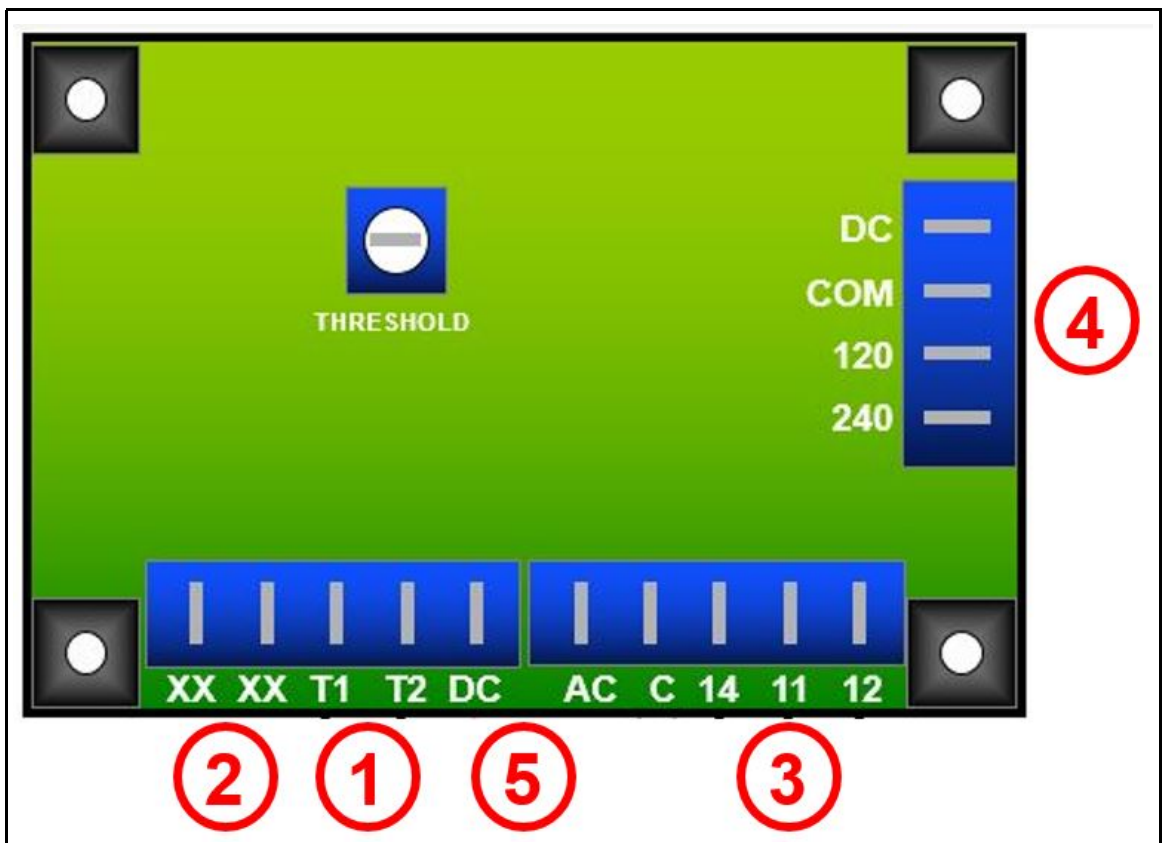 DC
COM
4
120
THRESHOLD
240
XX XX T1 T2 DC AC C 14 11 12
2 1 5 3